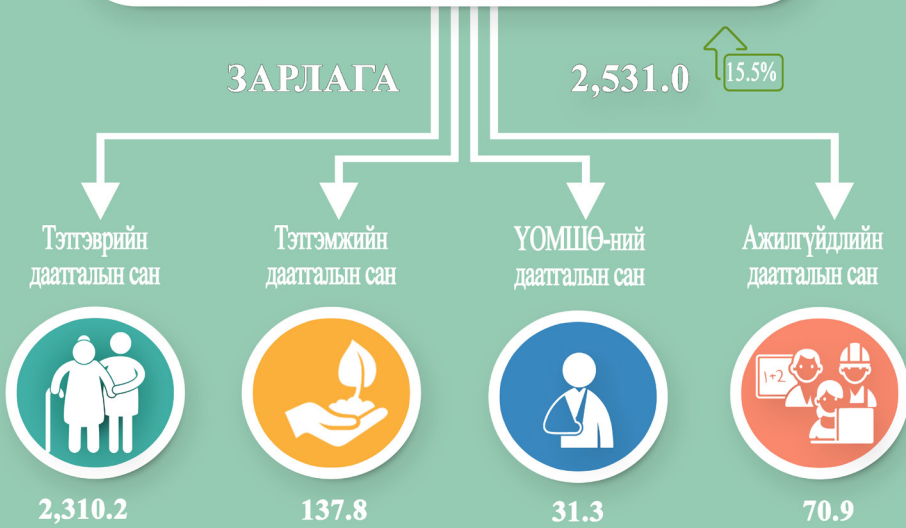 ЗАРЛАГА
2,531.0
15.5%
Тэтгэврийн
даатгалын сан
Тэтгэмжийн
даатгалын сан
ҮОМШӨ-ний
даатгалын сан
Ажилгүйдлийн
даатгалын сан
1+2
2,310.2
137.8
31.3
70.9